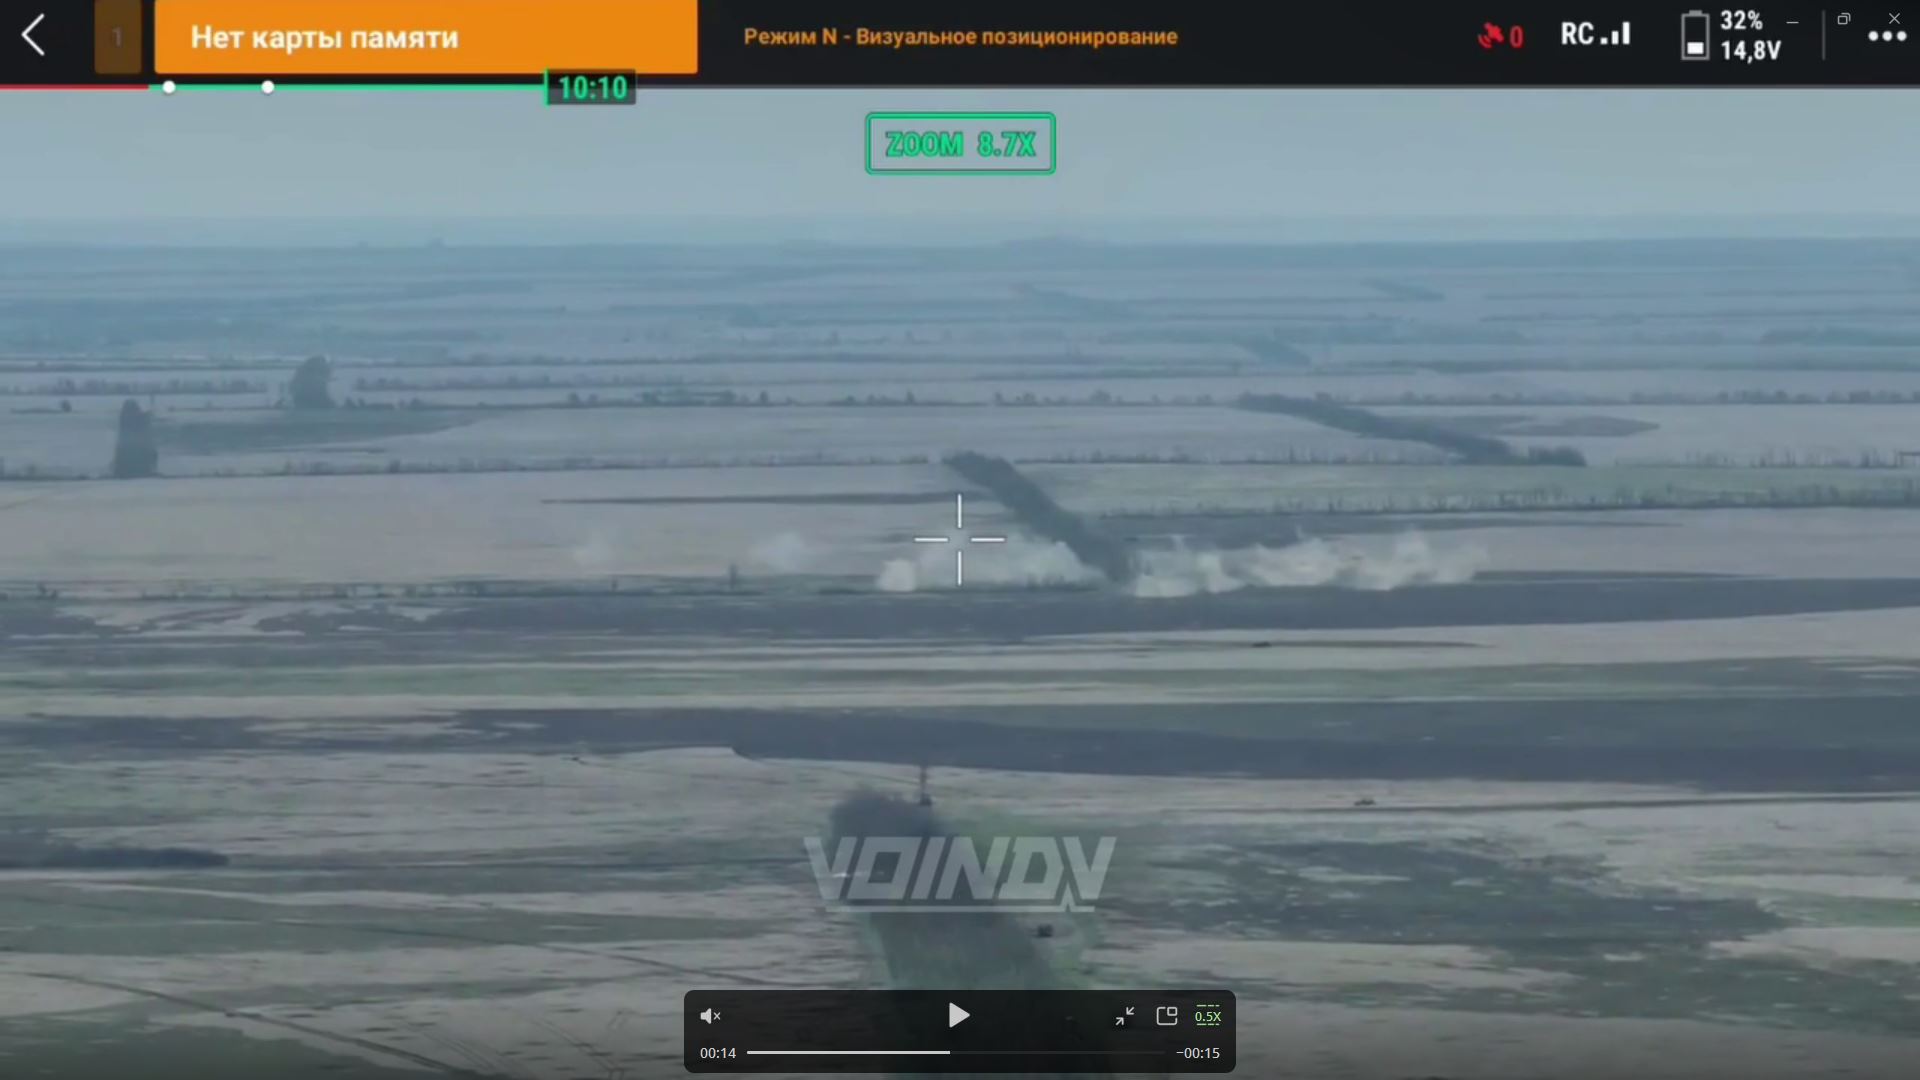 1
Нет карты памяти
Режим N - Визуальное позиционирование
0
RC
32%
14,8V
10:10
ZOOM 8.7X
VOINDV
0.5X
00:14
−00:15